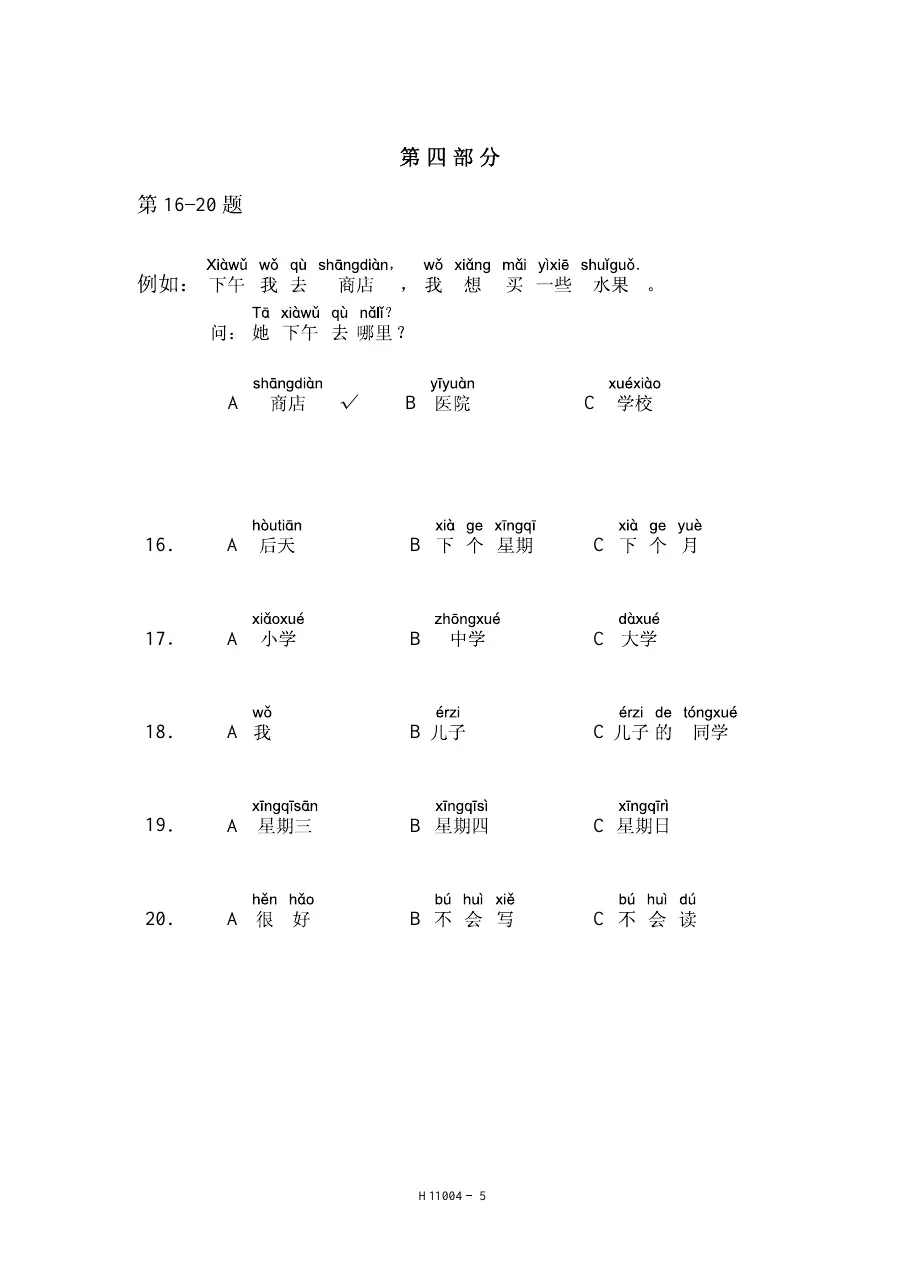 第四部分
第 16-20 题
Xiàwǔ wǒ qù shāngdiàn, wǒ xiǎng mǎi yìxiē shuǐguǒ.
例如： 下午 我 去 商店 ， 我 想 买 一些 水果 。
Tā xiàwǔ qù nǎlǐ?
问： 她 下午 去 哪里？
shāngdiàn yīyuàn xuéxiào
A 商店 √ B 医院 C 学校
hòutiān xià ge xīngqī xià ge yuè
16. A 后天 B 下 个 星期 C 下 个 月
xiǎoxué zhōngxué dàxué
17. A 小学 B 中学 C 大学
wǒ érzi érzi de tóngxué
18. A 我 B 儿子 C 儿子 的 同学
xīngqīsān xīngqīsì xīngqīrì
19. A 星期三 B 星期四 C 星期日
hěn hǎo bú huì xiě bú huì dú
20. A 很 好 B 不 会 写 C 不 会 读
H11004 - 5